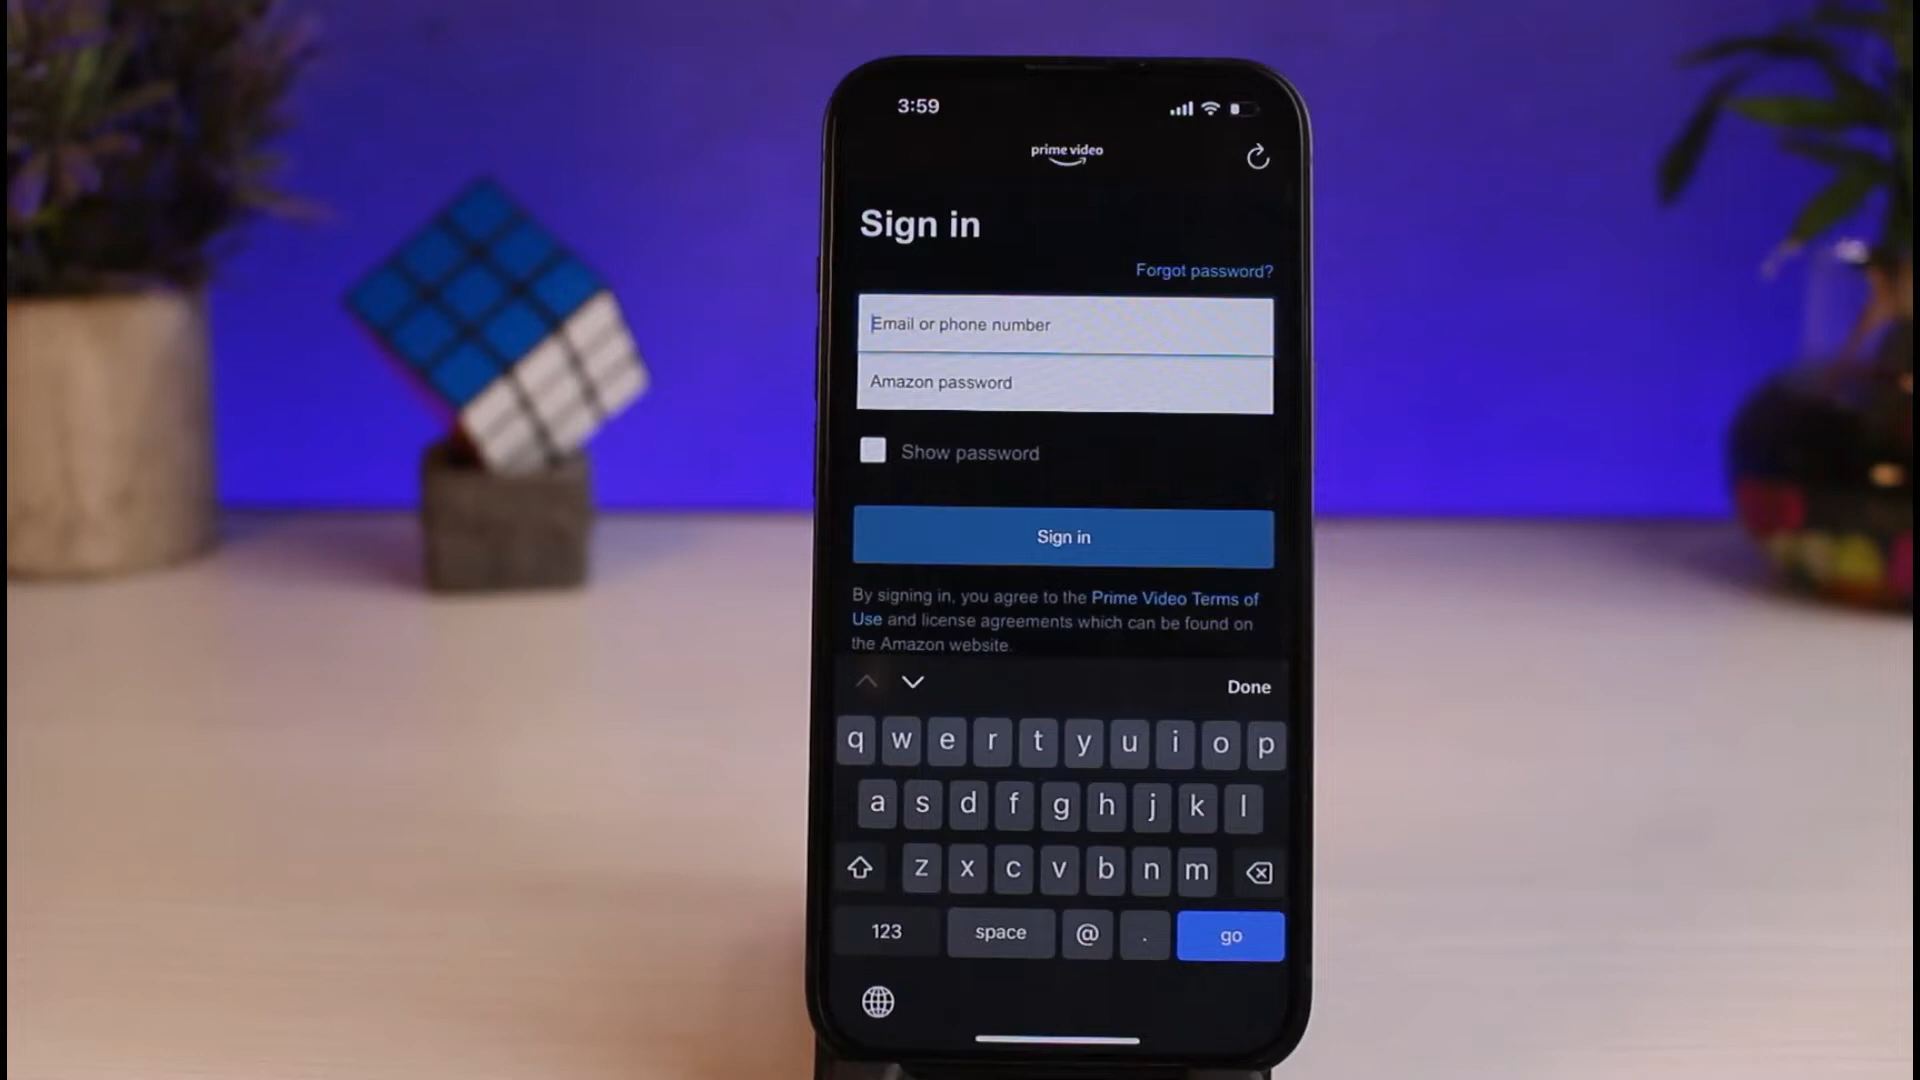 3:59
prime video
Sign in
Forgot password?
Email or phone number
Amazon password
Show password
Sign in
By signing in, you agree to the Prime Video Terms of
Use and license agreements which can be found on
the Amazon website.
Done
q w e r t y u i o p
a s d f g h j k l
z x c v b n m
123 space @ . go